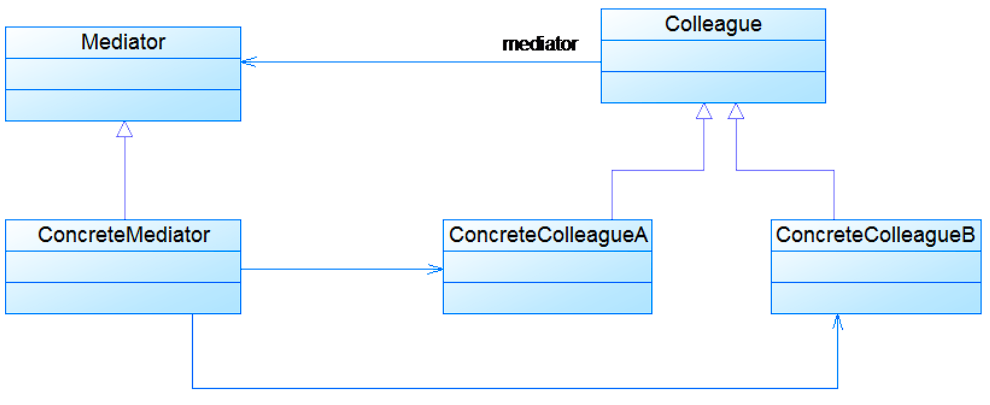 Mediator
mediator
Colleague
ConcreteMediator
ConcreteColleagueA
ConcreteColleagueB